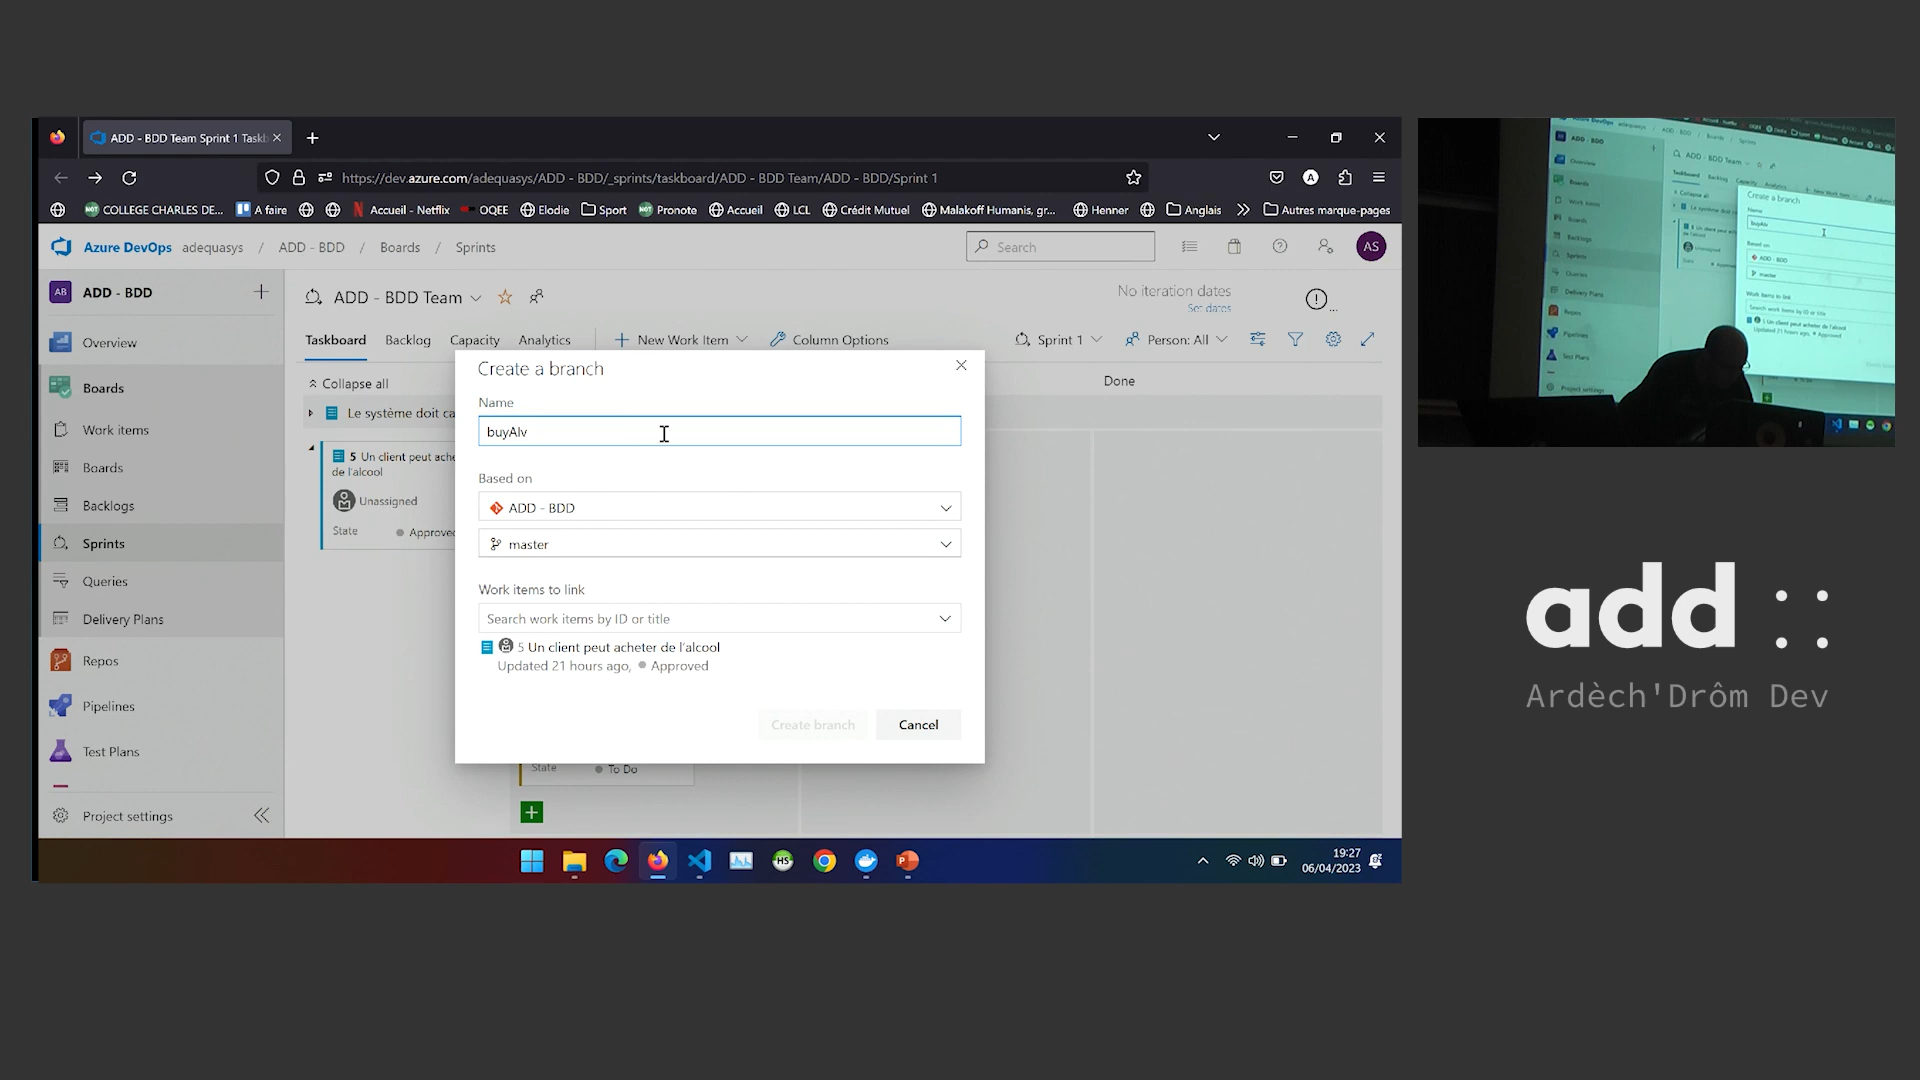 ADD - BDD Team Sprint 1 Taskb
https://dev.azure.com/adequasys/ADD - BDD/_sprints/taskboard/ADD - BDD Team/ADD - BDD/Sprint 1
COLLEGE CHARLES DE... A faire Accueil - Netflix OQEE Elodie Sport Pronote Accueil LCL Crédit Mutuel Malakoff Humanis, gr... Henner Anglais Autres marque-pages
Azure DevOps adequasys / ADD - BDD / Boards / Sprints
Search
AS
AB ADD - BDD
Overview
Boards
Work items
Boards
Backlogs
Sprints
Queries
Delivery Plans
Repos
Pipelines
Test Plans
Project settings
ADD - BDD Team
No iteration dates
Set dates
Taskboard Backlog Capacity Analytics New Work Item Column Options Sprint 1 Person: All
Collapse all
Done
Le système doit ca
5 Un client peut ache
de l'alcool
Unassigned
State Approved
State To Do
Create a branch
Name
buyAlv
Based on
ADD - BDD
master
Work items to link
Search work items by ID or title
5 Un client peut acheter de l'alcool
Updated 21 hours ago, Approved
Create branch Cancel
19:27
06/04/2023
add
Ardèch'Drôm Dev